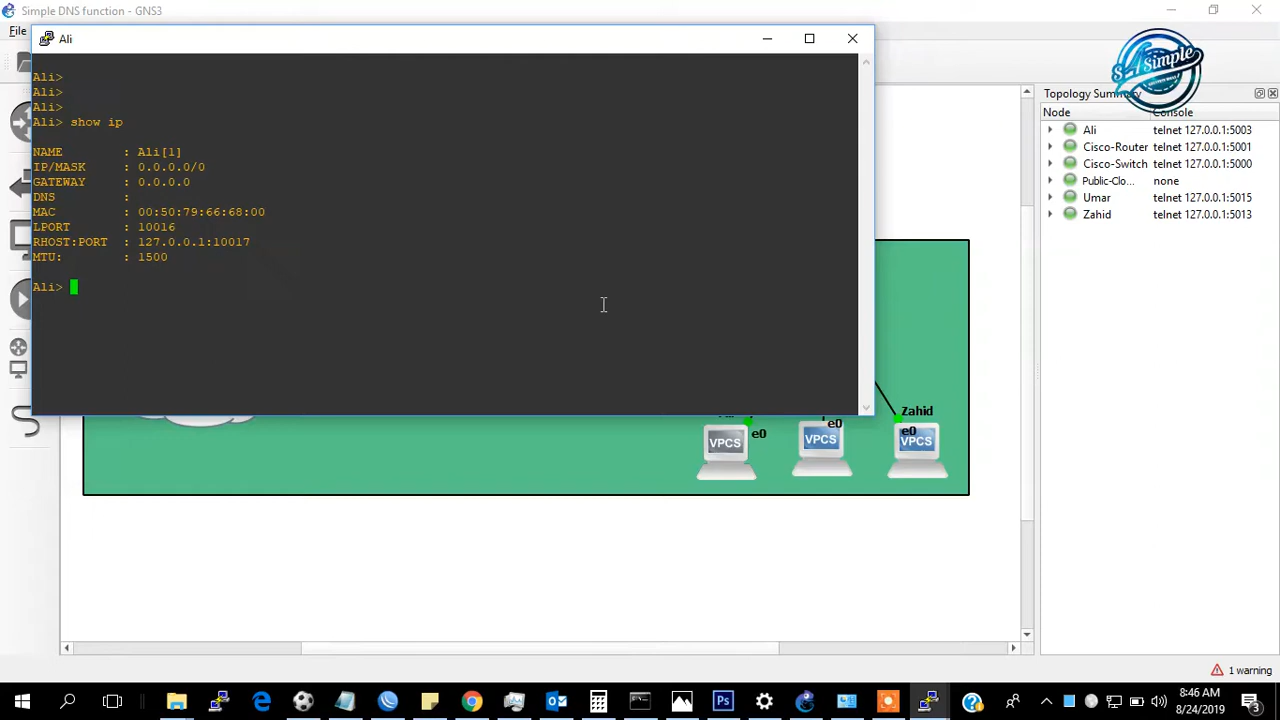 Simple DNS function - GNS3
File
Ali
Ali>
Ali>
Ali>
Ali> show ip
NAME : Ali[1]
IP/MASK : 0.0.0.0/0
GATEWAY : 0.0.0.0
DNS :
MAC : 00:50:79:66:68:00
LPORT : 10016
RHOST:PORT : 127.0.0.1:10017
MTU: : 1500
Ali>
SA Simple
Topology Summary
Node Console
Ali telnet 127.0.0.1:5003
Cisco-Router telnet 127.0.0.1:5001
Cisco-Switch telnet 127.0.0.1:5000
Public-Clo... none
Umar telnet 127.0.0.1:5015
Zahid telnet 127.0.0.1:5013
Zahid
e0
e0
e0
VPCS
VPCS
VPCS
1 warning
8:46 AM
8/24/2019
3